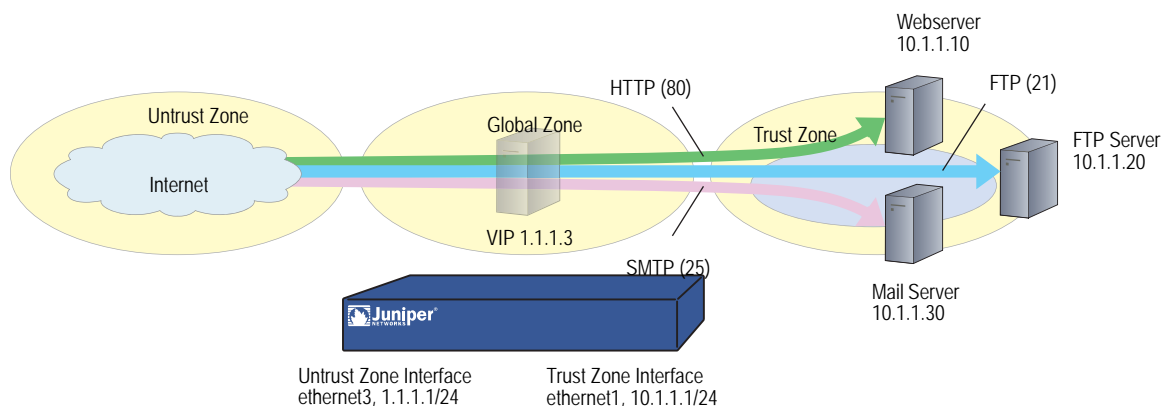 Webserver
10.1.1.10
HTTP (80)
FTP (21)
Untrust Zone
Global Zone
Trust Zone
FTP Server
10.1.1.20
Internet
VIP 1.1.1.3
SMTP (25)
Mail Server
10.1.1.30
Juniper®
NETWORKS
Untrust Zone Interface
ethernet3, 1.1.1.1/24
Trust Zone Interface
ethernet1, 10.1.1.1/24